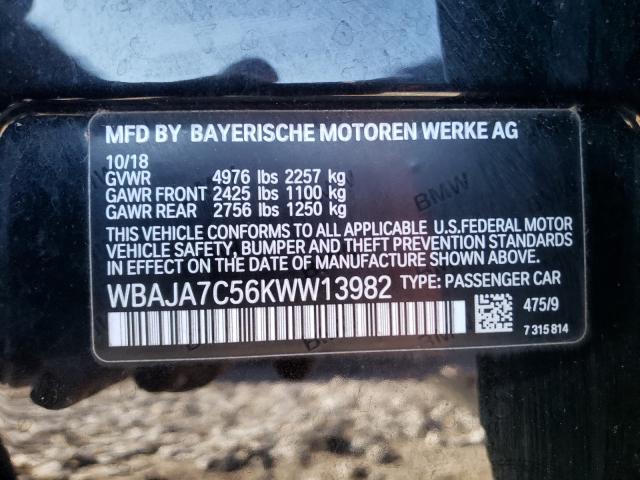 MFD BY BAYERISCHE MOTOREN WERKE AG
10/18
GVWR 4976 lbs 2257 kg
GAWR FRONT 2425 lbs 1100 kg
GAWR REAR 2756 lbs 1250 kg
THIS VEHICLE CONFORMS TO ALL APPLICABLE U.S.FEDERAL MOTOR
VEHICLE SAFETY, BUMPER AND THEFT PREVENTION STANDARDS
IN EFFECT ON THE DATE OF MANUFACTURE SHOWN ABOVE.
WBAJA7C56KWW13982 TYPE: PASSENGER CAR
475/9
7 315 814
BMW